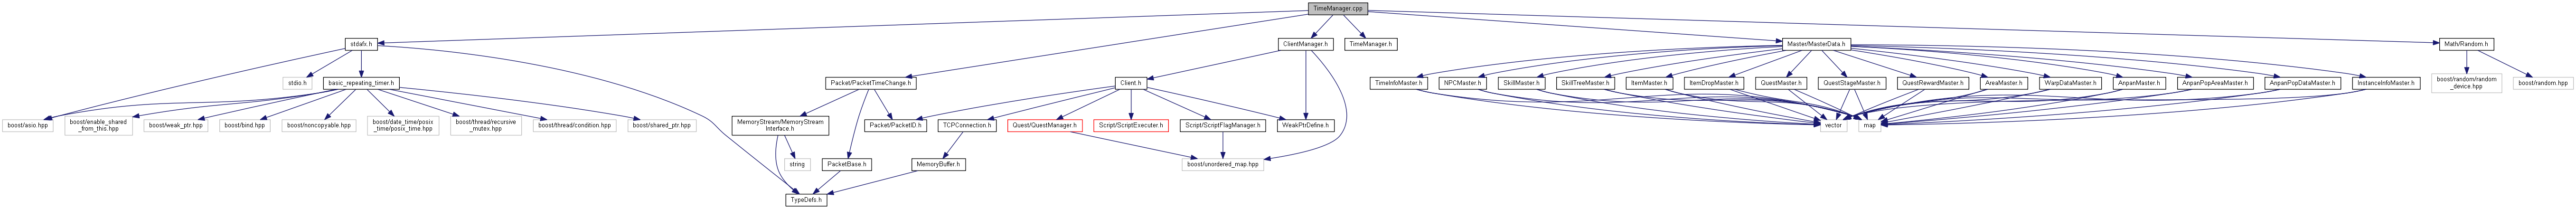 TimeManager.cpp
stdafx.h
ClientManager.h
TimeManager.h
Master/MasterData.h
Math/Random.h
stdio.h
basic_repeating_timer.h
Packet/PacketTimeChange.h
Client.h
TimeInfoMaster.h
NPCMaster.h
SkillMaster.h
SkillTreeMaster.h
ItemMaster.h
ItemDropMaster.h
QuestMaster.h
QuestStageMaster.h
QuestRewardMaster.h
AreaMaster.h
WarpDataMaster.h
AnpanMaster.h
AnpanPopAreaMaster.h
AnpanPopDataMaster.h
InstanceInfoMaster.h
boost/random/random
_device.hpp
boost/random.hpp
boost/asio.hpp
boost/enable_shared
_from_this.hpp
boost/weak_ptr.hpp
boost/bind.hpp
boost/noncopyable.hpp
boost/date_time/posix
_time/posix_time.hpp
boost/thread/recursive
_mutex.hpp
boost/thread/condition.hpp
boost/shared_ptr.hpp
MemoryStream/MemoryStream
Interface.h
Packet/PacketID.h
TCPConnection.h
Quest/QuestManager.h
Script/ScriptExecuter.h
Script/ScriptFlagManager.h
WeakPtrDefine.h
vector
map
string
PacketBase.h
MemoryBuffer.h
boost/unordered_map.hpp
TypeDefs.h